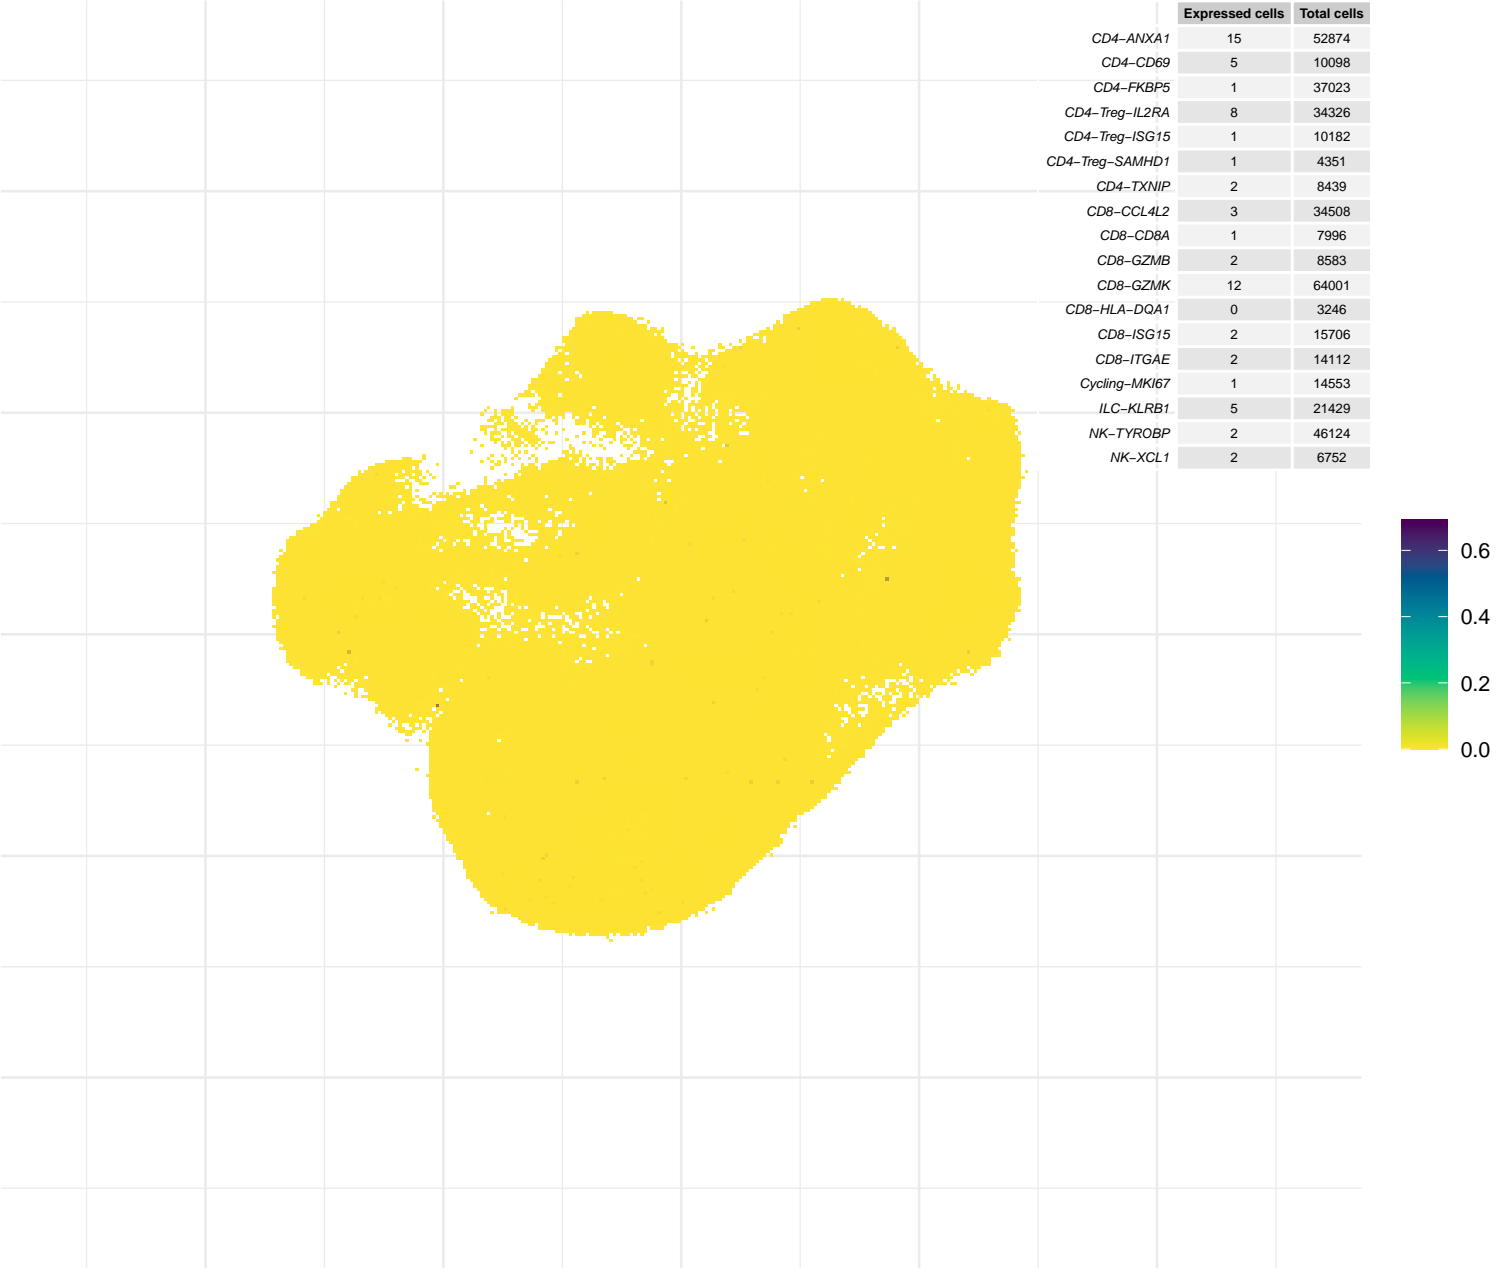 Expressed cells Total cells
CD4−ANXA1 15 52874
CD4−CD69 5 10098
CD4−FKBP5 1 37023
CD4−Treg−IL2RA 8 34326
CD4−Treg−ISG15 1 10182
CD4−Treg−SAMHD1 1 4351
CD4−TXNIP 2 8439
CD8−CCL4L2 3 34508
CD8−CD8A 1 7996
CD8−GZMB 2 8583
CD8−GZMK 12 64001
CD8−HLA−DQA1 0 3246
CD8−ISG15 2 15706
CD8−ITGAE 2 14112
Cycling−MKI67 1 14553
ILC−KLRB1 5 21429
NK−TYROBP 2 46124
NK−XCL1 2 6752
0.6
0.4
0.2
0.0